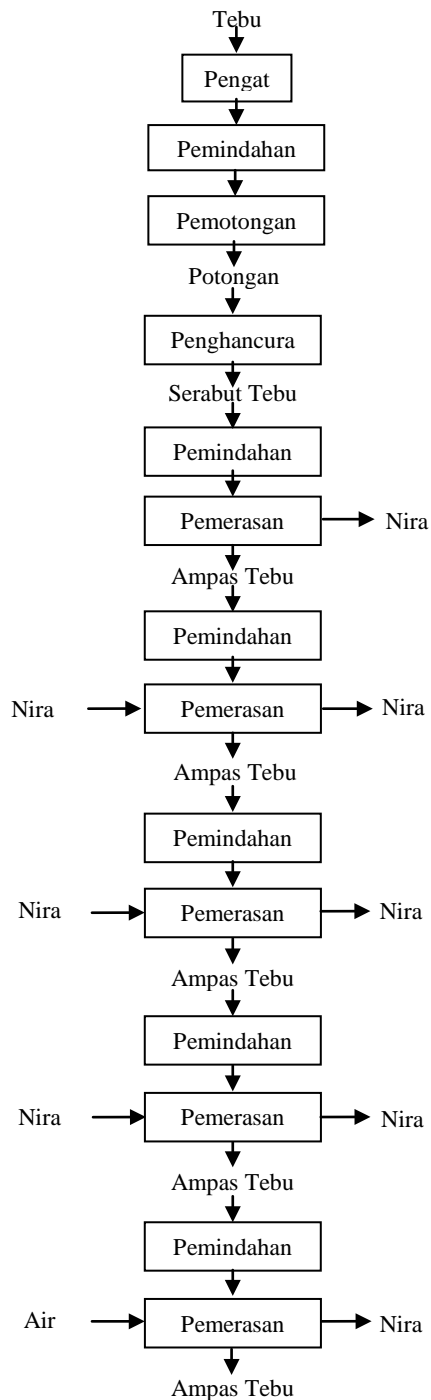 Tebu
Pengat
Pemindahan
Pemotongan
Potongan
Penghancura
Serabut Tebu
Pemindahan
Pemerasan Nira
Ampas Tebu
Pemindahan
Nira Pemerasan Nira
Ampas Tebu
Pemindahan
Nira Pemerasan Nira
Ampas Tebu
Pemindahan
Nira Pemerasan Nira
Ampas Tebu
Pemindahan
Air Pemerasan Nira
Ampas Tebu